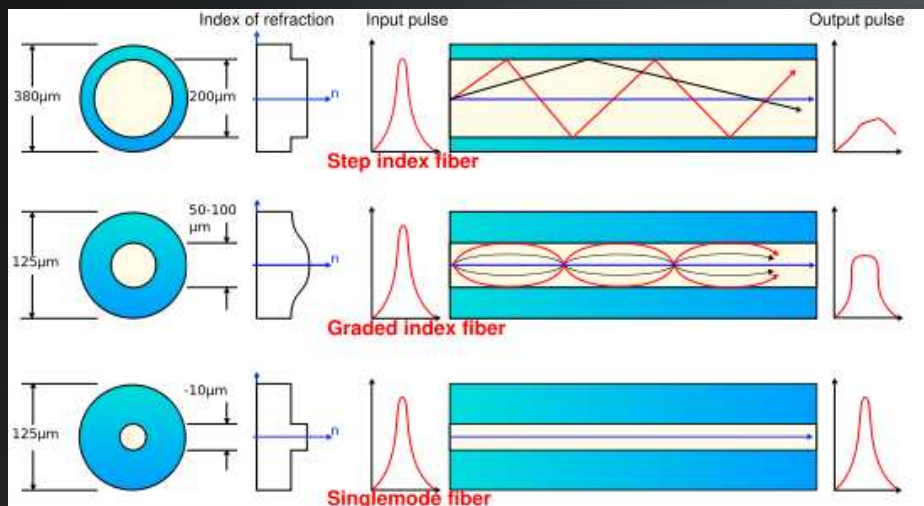 Index of refraction
Input pulse
Output pulse
380µm
200µm
n
Step index fiber
50-100
µm
125µm
n
Graded index fiber
-10µm
125µm
n
Singlemode fiber